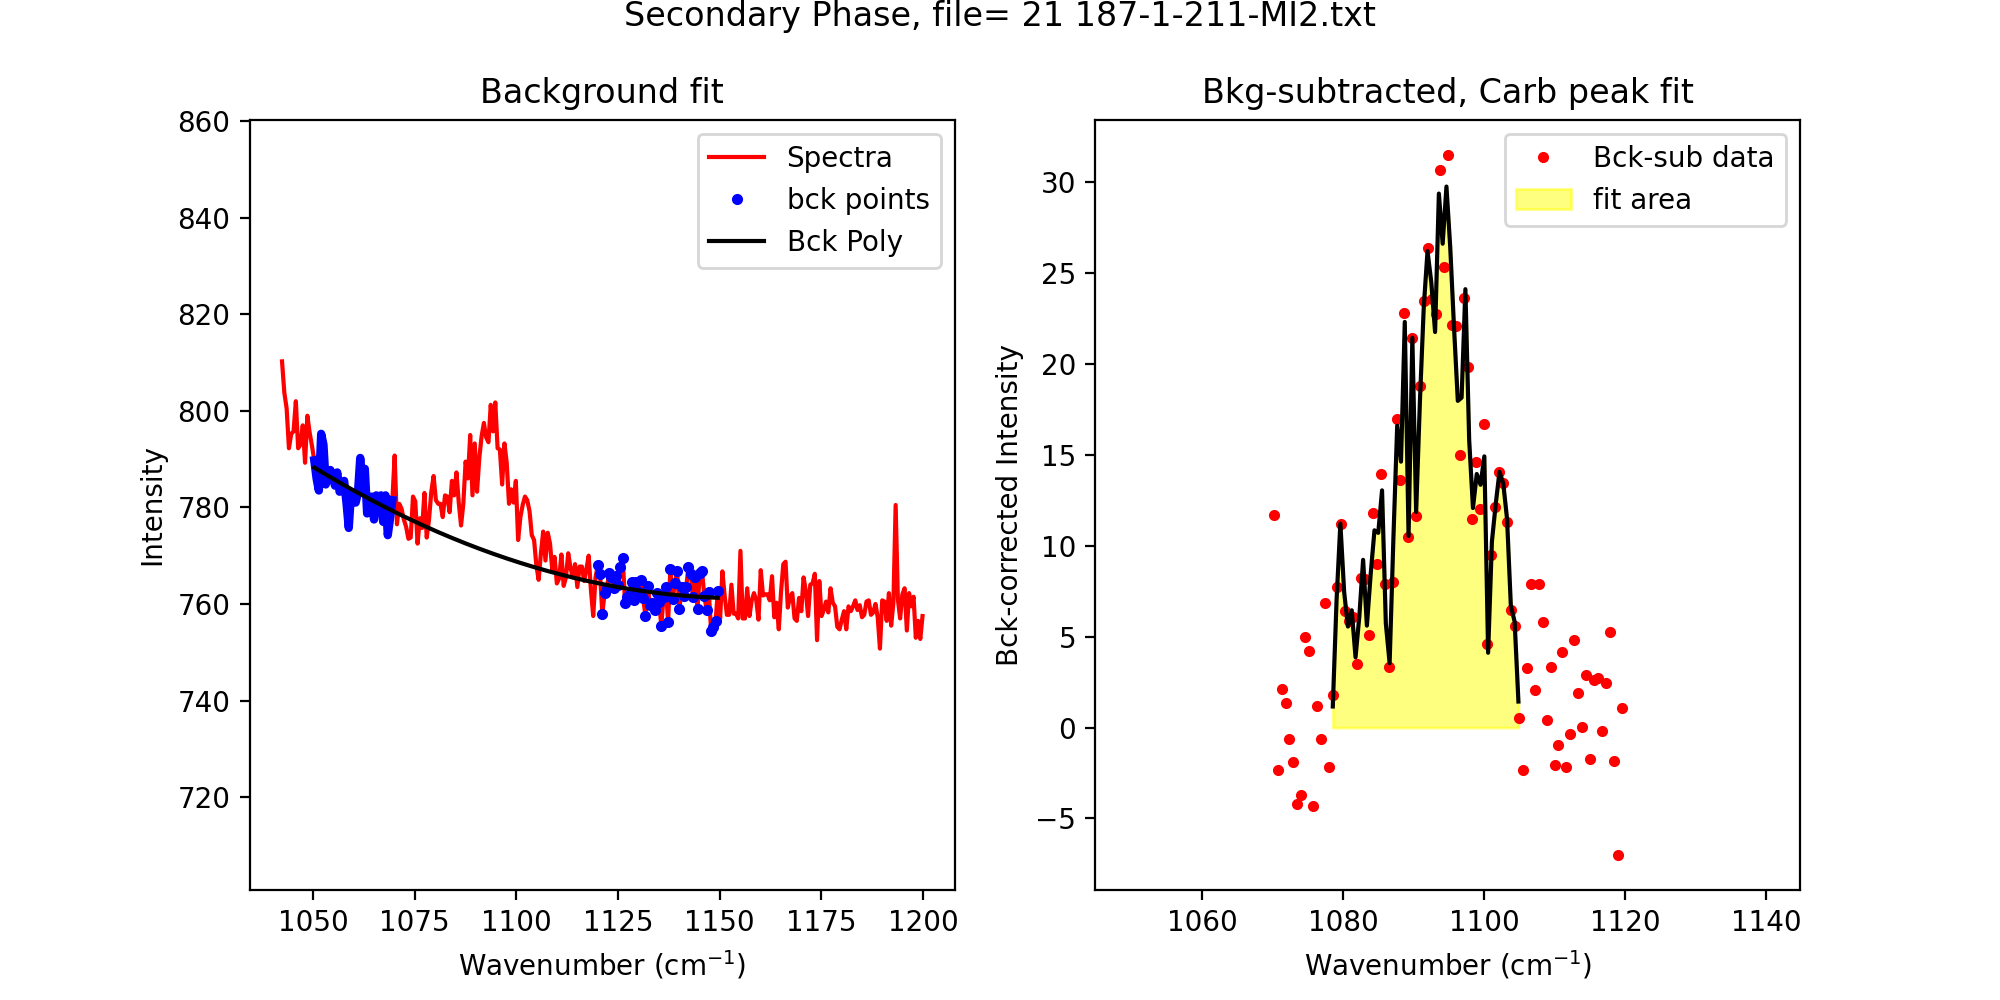 Secondary Phase, file= 21 187-1-211-MI2.txt
Background fit
860
840
820
800
780
760
740
720
Intensity
Spectra
bck points
Bck Poly
1050 1075 1100 1125 1150 1175 1200
Wavenumber (cm⁻¹)
Bkg-subtracted, Carb peak fit
30
25
20
15
10
5
0
−5
Bck-corrected Intensity
Bck-sub data
fit area
1060 1080 1100 1120 1140
Wavenumber (cm⁻¹)